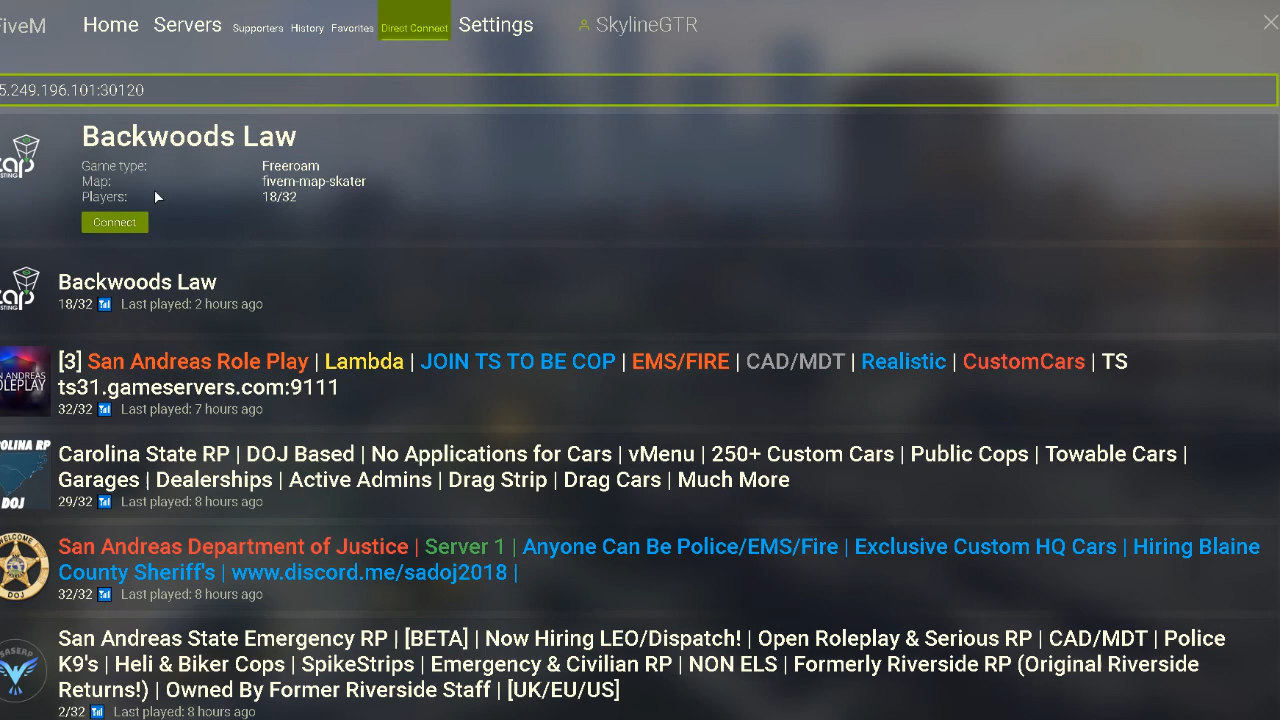 FiveM Home Servers Supporters History Favorites Direct Connect Settings SkylineGTR
5.249.196.101:30120
Backwoods Law
Game type: Freeroam
Map: fivem-map-skater
Players: 18/32
Connect
Backwoods Law
18/32 Last played: 2 hours ago
[3] San Andreas Role Play | Lambda | JOIN TS TO BE COP | EMS/FIRE | CAD/MDT | Realistic | CustomCars | TS
ts31.gameservers.com:9111
32/32 Last played: 7 hours ago
Carolina State RP | DOJ Based | No Applications for Cars | vMenu | 250+ Custom Cars | Public Cops | Towable Cars |
Garages | Dealerships | Active Admins | Drag Strip | Drag Cars | Much More
29/32 Last played: 8 hours ago
DOJ
San Andreas Department of Justice | Server 1 | Anyone Can Be Police/EMS/Fire | Exclusive Custom HQ Cars | Hiring Blaine
County Sheriff's | www.discord.me/sadoj2018 |
32/32 Last played: 8 hours ago
DOJ
San Andreas State Emergency RP | [BETA] | Now Hiring LEO/Dispatch! | Open Roleplay & Serious RP | CAD/MDT | Police
K9's | Heli & Biker Cops | SpikeStrips | Emergency & Civilian RP | NON ELS | Formerly Riverside RP (Original Riverside
Returns!) | Owned By Former Riverside Staff | [UK/EU/US]
2/32 Last played: 8 hours ago